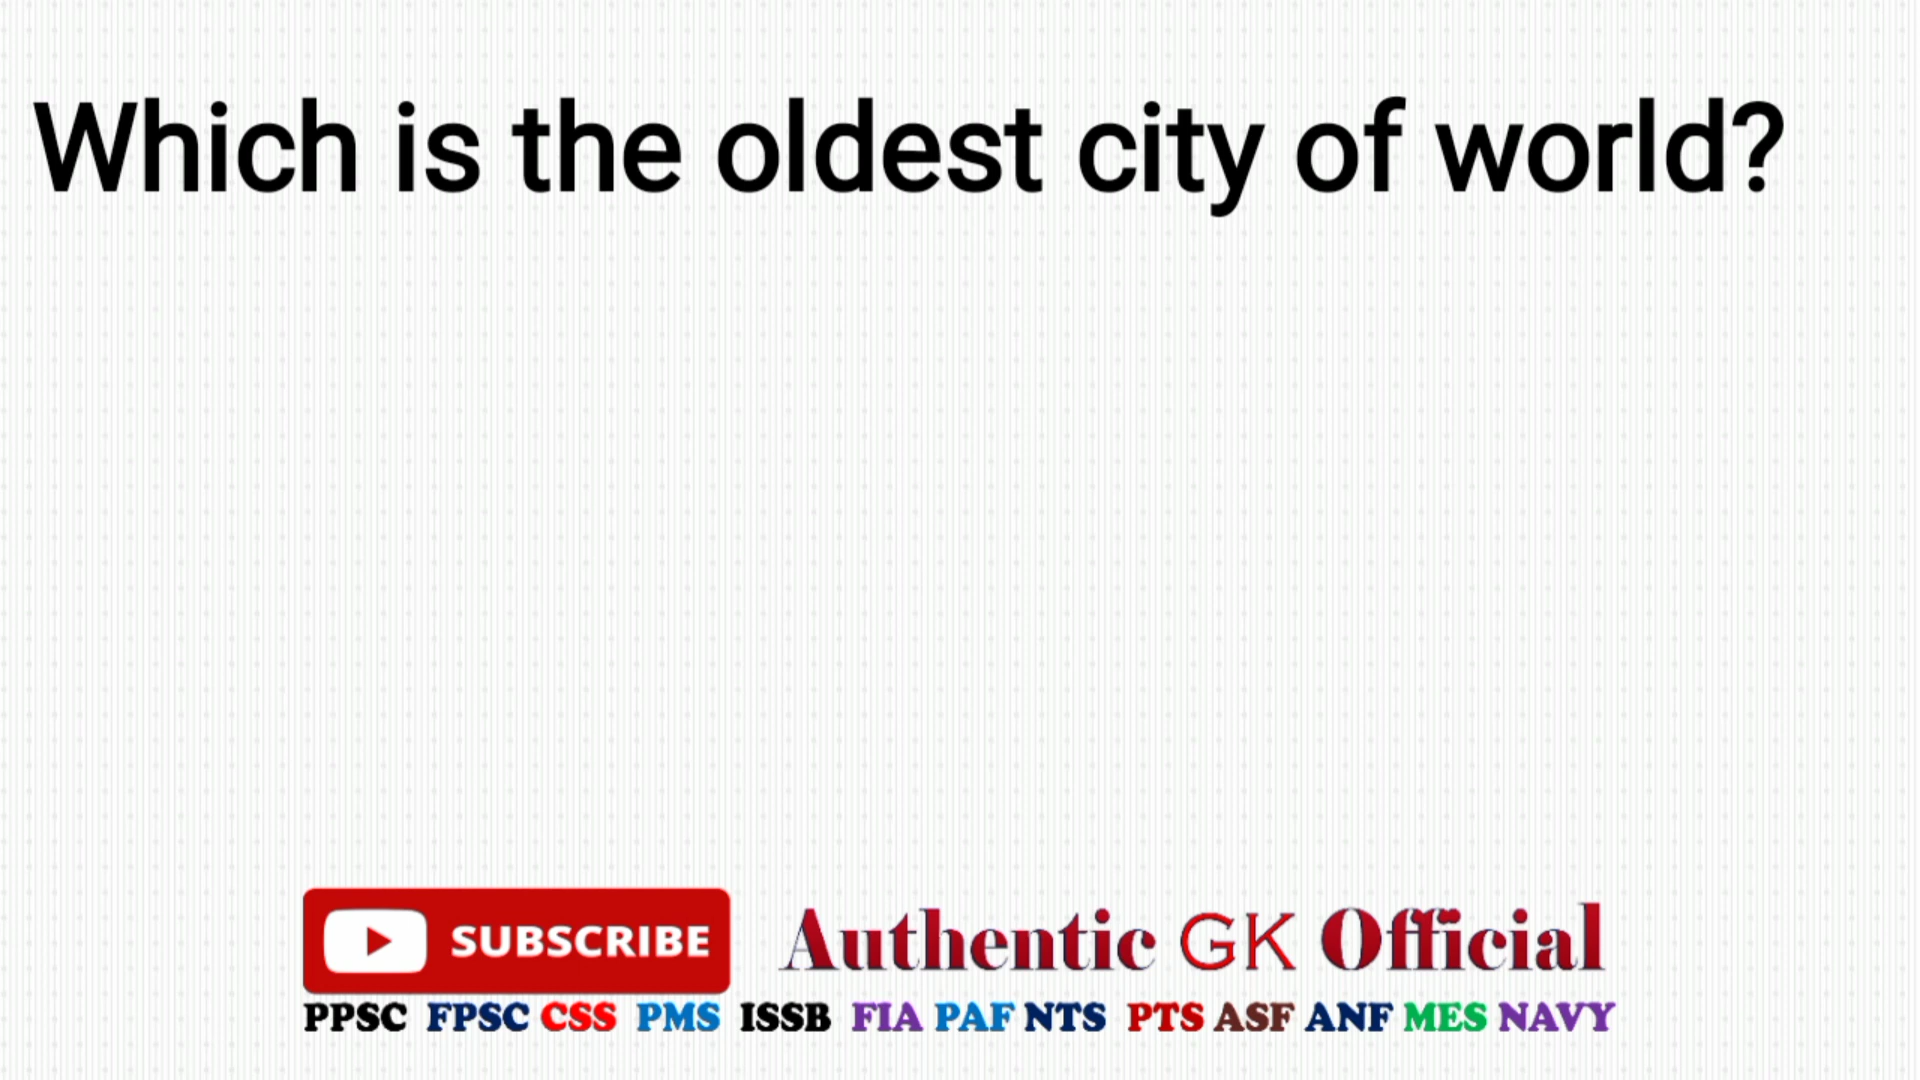 Which is the oldest city of world?
SUBSCRIBE Authentic GK Official
PPSC FPSC CSS PMS ISSB FIA PAF NTS PTS ASF ANF MES NAVY